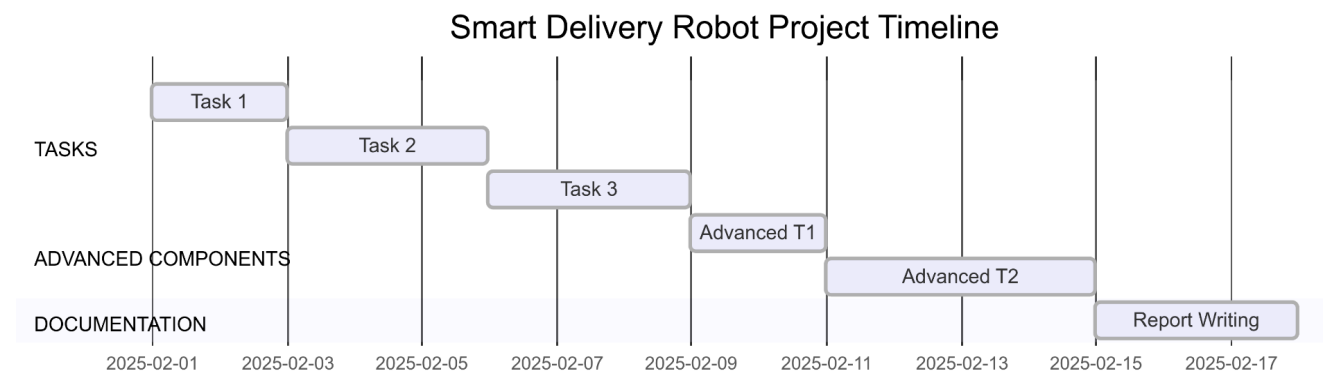 Smart Delivery Robot Project Timeline
Task 1
TASKS
Task 2
Task 3
Advanced T1
ADVANCED COMPONENTS
Advanced T2
DOCUMENTATION
Report Writing
2025-02-01 2025-02-03 2025-02-05 2025-02-07 2025-02-09 2025-02-11 2025-02-13 2025-02-15 2025-02-17